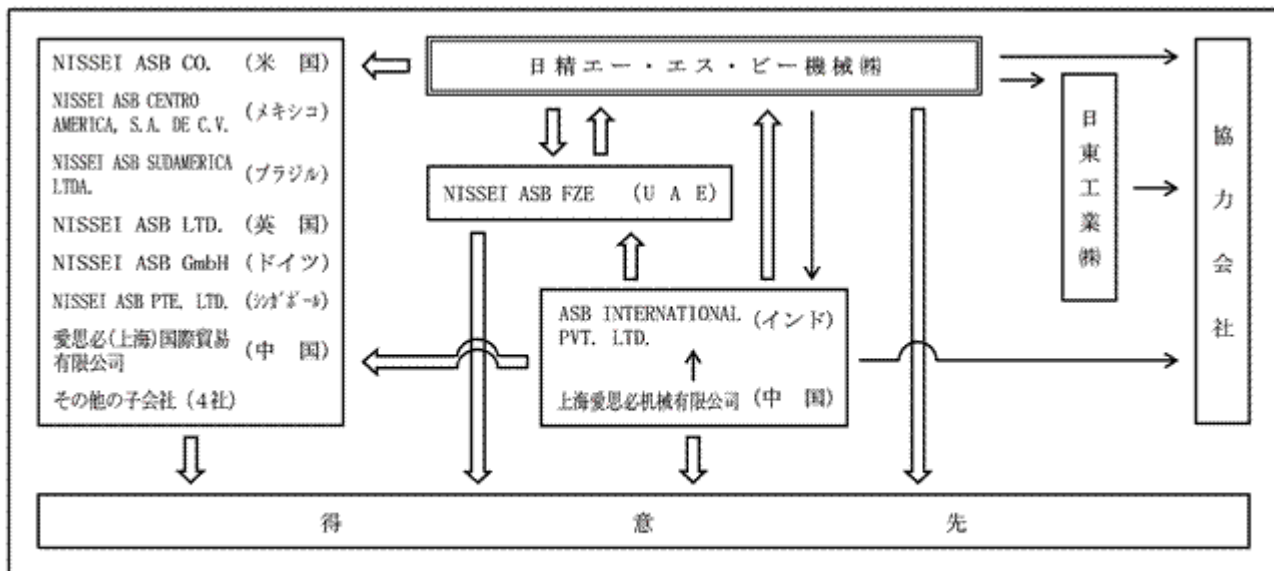 日精エー・エス・ビー機械㈱
NISSEI ASB CO. (米 国)
NISSEI ASB CENTRO
AMERICA, S.A. DE C.V. (メキシコ)
NISSEI ASB SUDAMERICA
LTDA. (ブラジル)
NISSEI ASB LTD. (英 国)
NISSEI ASB GmbH (ドイツ)
NISSEI ASB PTE. LTD. (ｼﾝｶﾞﾎﾟｰﾙ)
愛思必(上海)国際貿易
有限公司 (中 国)
その他の子会社(4社)
NISSEI ASB FZE (U A E)
ASB INTERNATIONAL
PVT. LTD. (インド)
上海愛思必机械有限公司 (中 国)
日東工業㈱
協力会社
得 意 先